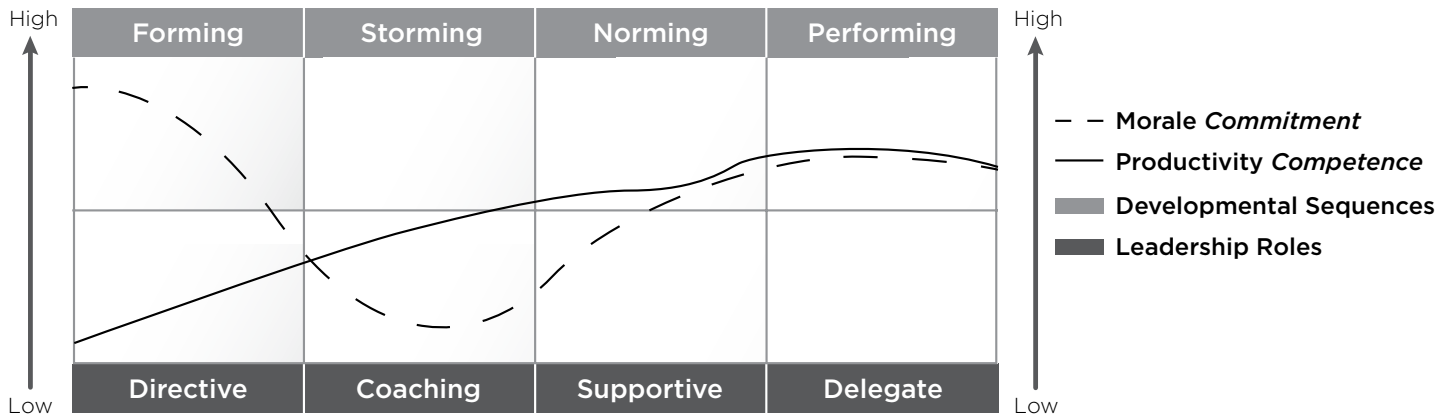 High
Forming Storming Norming Performing
High
Morale Commitment
Productivity Competence
Developmental Sequences
Leadership Roles
Directive Coaching Supportive Delegate
Low
Low